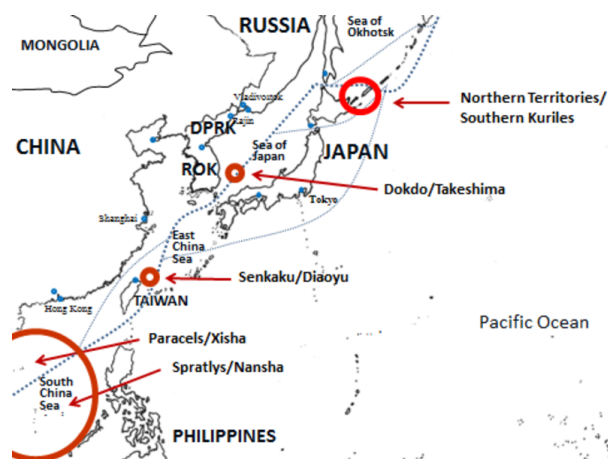 RUSSIA
Sea of
Okhotsk
MONGOLIA
Vladivostok
Rajin
Northern Territories/
Southern Kuriles
DPRK
CHINA
Sea of
Japan
JAPAN
ROK
Dokdo/Takeshima
Tokyo
Shanghai
East
China
Sea
Senkaku/Diaoyu
TAIWAN
Hong Kong
Pacific Ocean
Paracels/Xisha
Spratlys/Nansha
South
China
Sea
PHILIPPINES